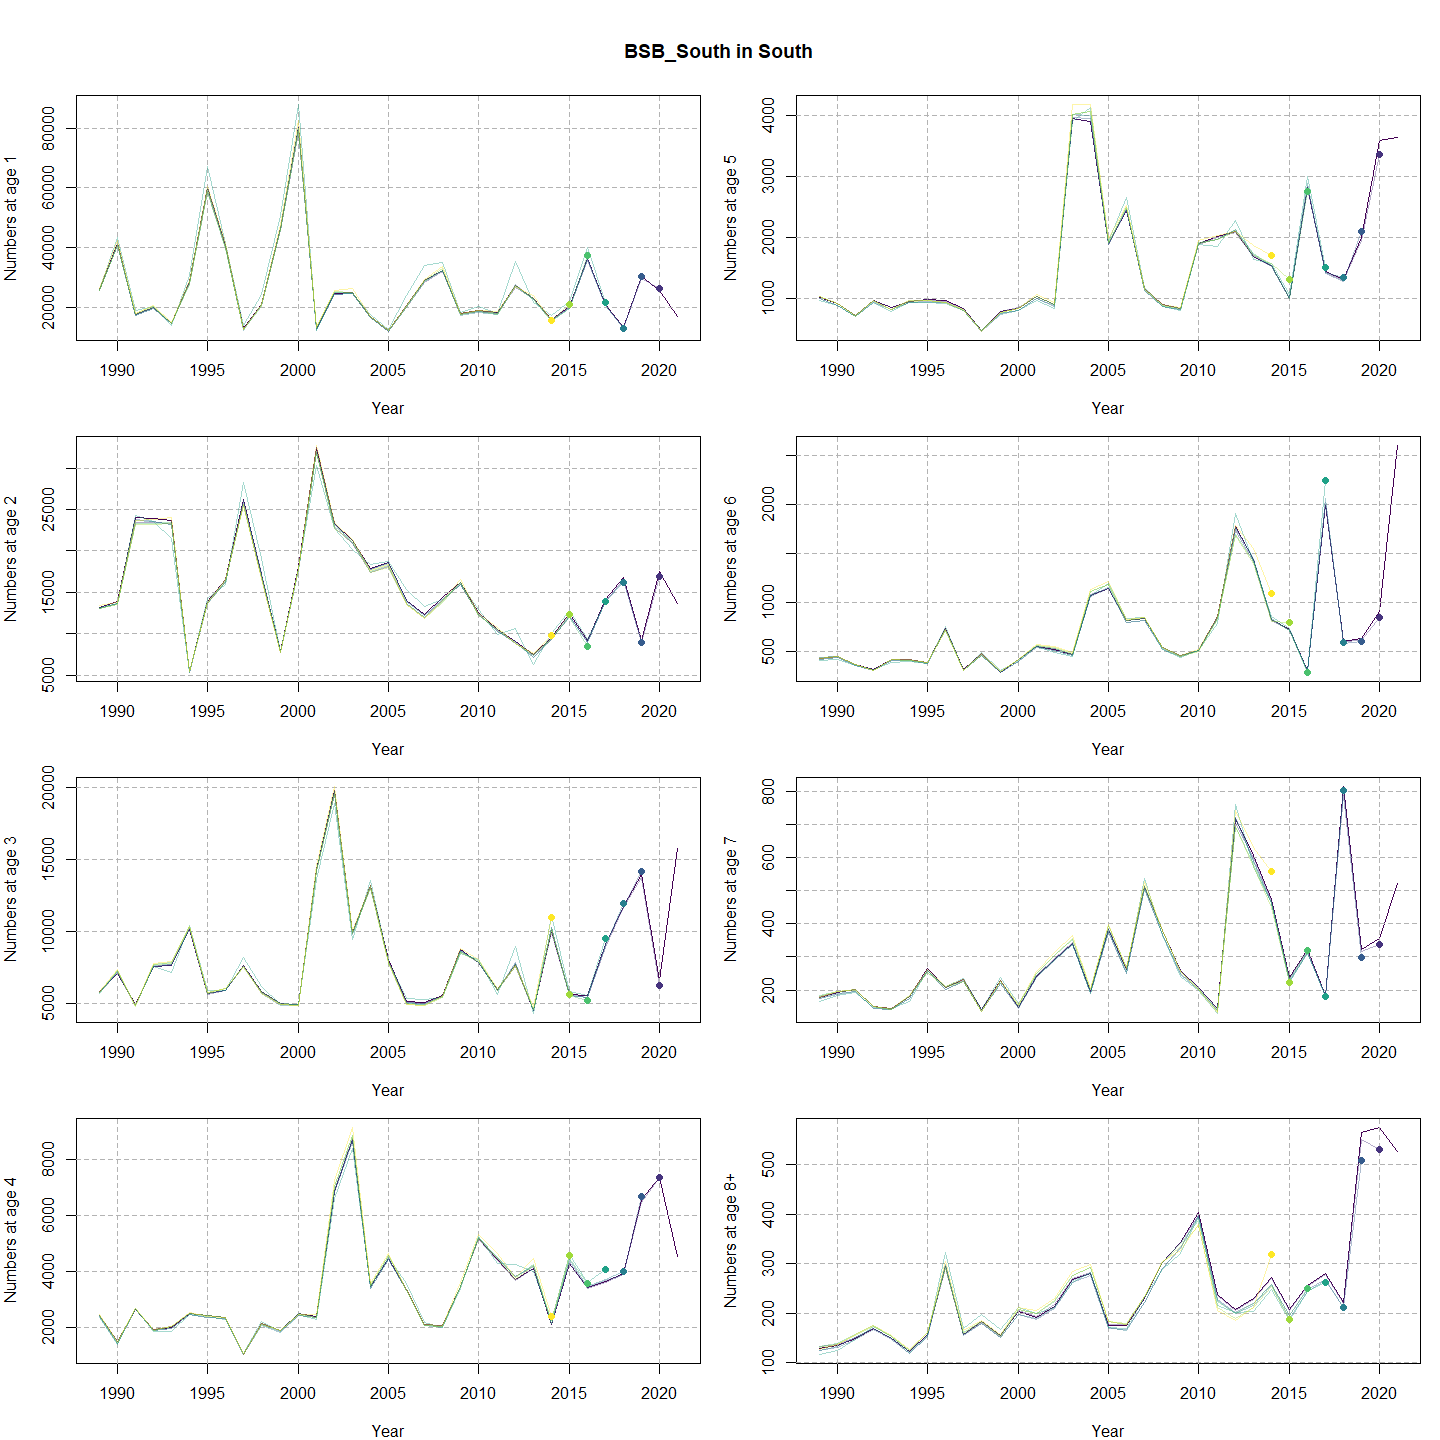 BSB_South in South
Numbers at age 1
20000 40000 60000 80000
1990 1995 2000 2005 2010 2015 2020
Year
Numbers at age 5
1000 2000 3000 4000
1990 1995 2000 2005 2010 2015 2020
Year
Numbers at age 2
5000 15000 25000
1990 1995 2000 2005 2010 2015 2020
Year
Numbers at age 6
500 1000 2000
1990 1995 2000 2005 2010 2015 2020
Year
Numbers at age 3
5000 10000 15000 20000
1990 1995 2000 2005 2010 2015 2020
Year
Numbers at age 7
200 400 600 800
1990 1995 2000 2005 2010 2015 2020
Year
Numbers at age 4
2000 4000 6000 8000
1990 1995 2000 2005 2010 2015 2020
Year
Numbers at age 8+
100 200 300 400 500
1990 1995 2000 2005 2010 2015 2020
Year